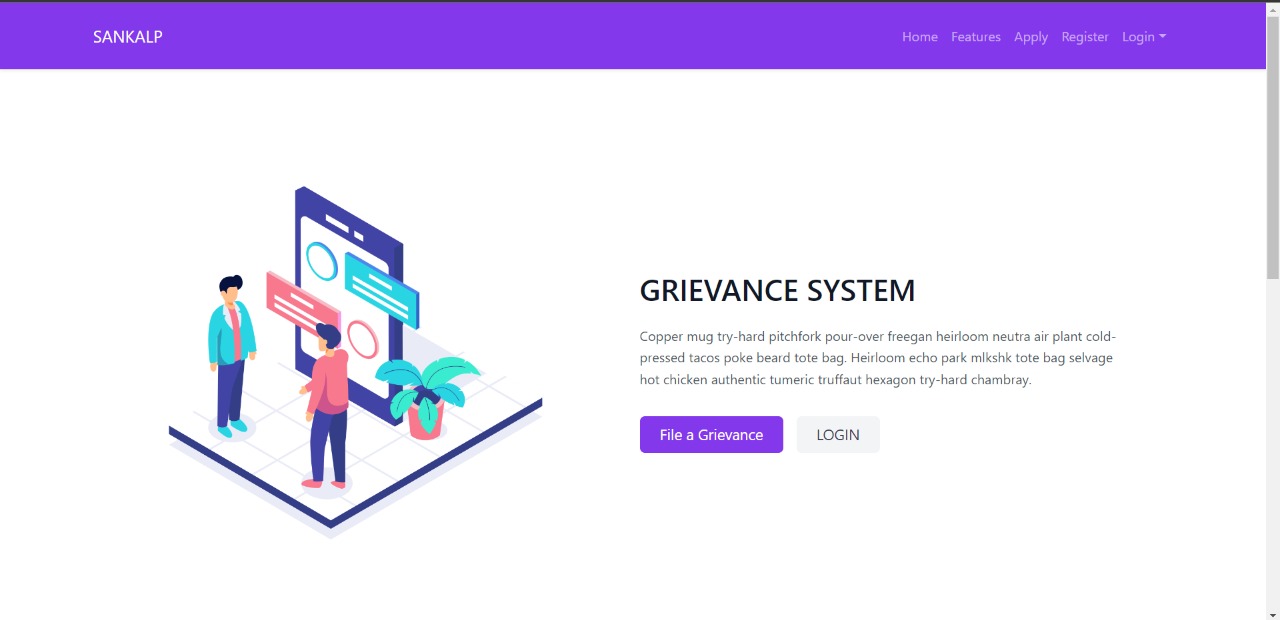 SANKALP
Home Features Apply Register Login
GRIEVANCE SYSTEM
Copper mug try-hard pitchfork pour-over freegan heirloom neutra air plant cold-
pressed tacos poke beard tote bag. Heirloom echo park mlkshk tote bag selvage
hot chicken authentic tumeric truffaut hexagon try-hard chambray.
File a Grievance LOGIN